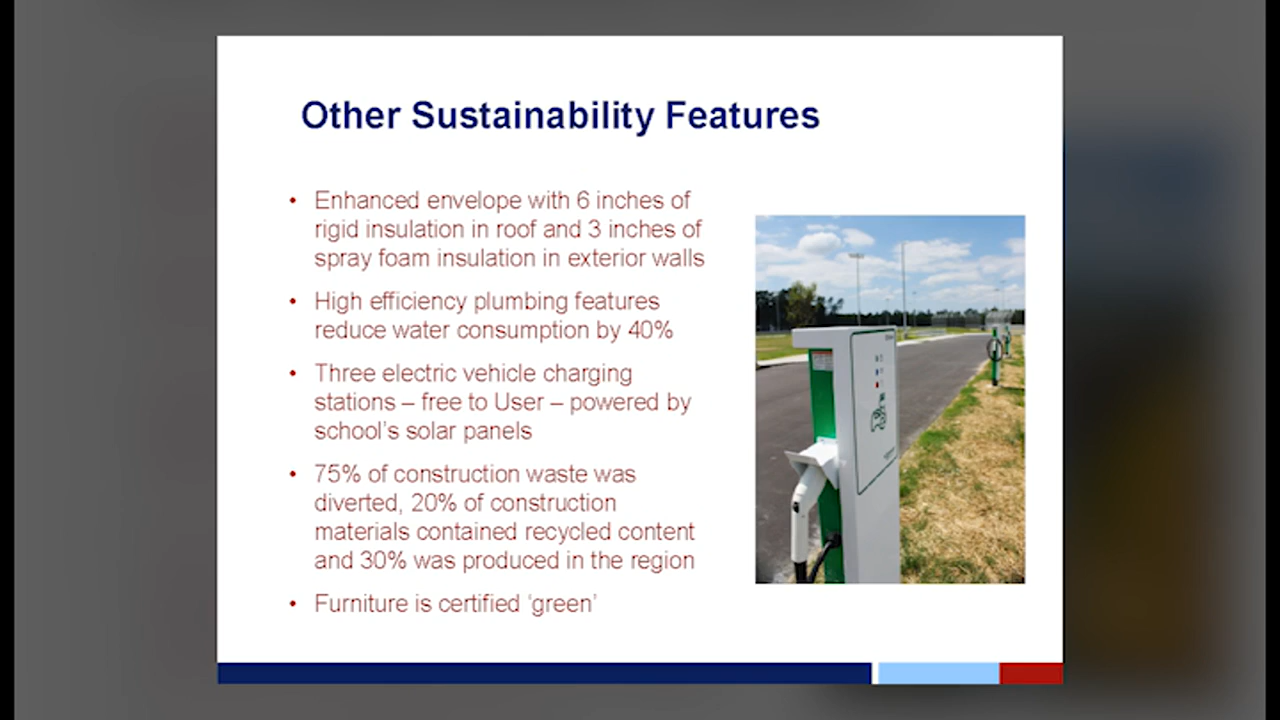 Other Sustainability Features
• Enhanced envelope with 6 inches of
rigid insulation in roof and 3 inches of
spray foam insulation in exterior walls
• High efficiency plumbing features
reduce water consumption by 40%
• Three electric vehicle charging
stations – free to User – powered by
school's solar panels
• 75% of construction waste was
diverted, 20% of construction
materials contained recycled content
and 30% was produced in the region
• Furniture is certified 'green'